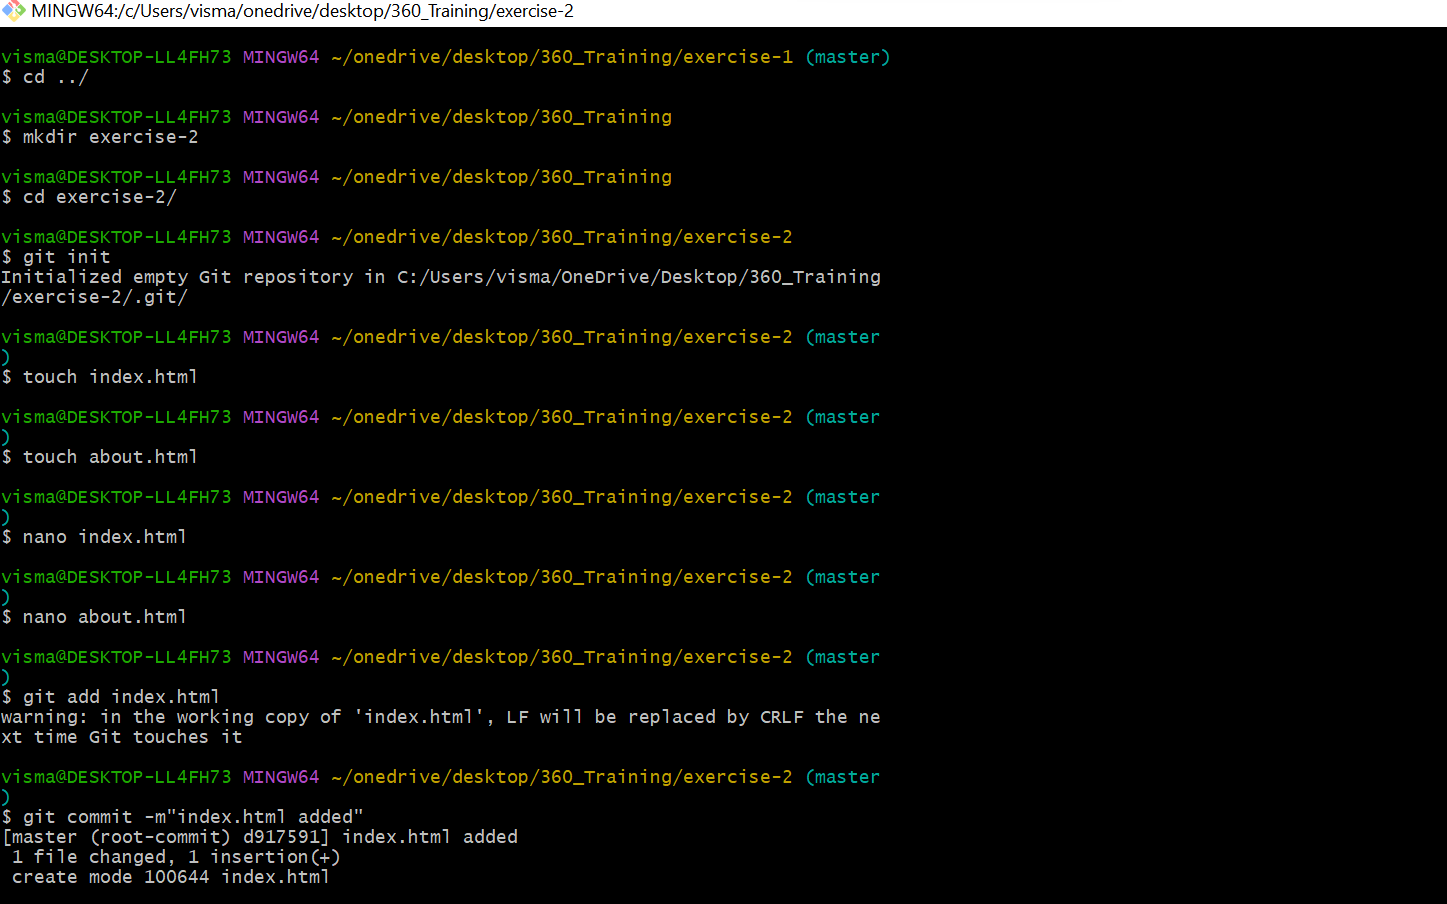 MINGW64:/c/Users/visma/onedrive/desktop/360_Training/exercise-2
visma@DESKTOP-LL4FH73 MINGW64 ~/onedrive/desktop/360_Training/exercise-1 (master)
$ cd ../
visma@DESKTOP-LL4FH73 MINGW64 ~/onedrive/desktop/360_Training
$ mkdir exercise-2
visma@DESKTOP-LL4FH73 MINGW64 ~/onedrive/desktop/360_Training
$ cd exercise-2/
visma@DESKTOP-LL4FH73 MINGW64 ~/onedrive/desktop/360_Training/exercise-2
$ git init
Initialized empty Git repository in C:/Users/visma/OneDrive/Desktop/360_Training
/exercise-2/.git/
visma@DESKTOP-LL4FH73 MINGW64 ~/onedrive/desktop/360_Training/exercise-2 (master
)
$ touch index.html
visma@DESKTOP-LL4FH73 MINGW64 ~/onedrive/desktop/360_Training/exercise-2 (master
)
$ touch about.html
visma@DESKTOP-LL4FH73 MINGW64 ~/onedrive/desktop/360_Training/exercise-2 (master
)
$ nano index.html
visma@DESKTOP-LL4FH73 MINGW64 ~/onedrive/desktop/360_Training/exercise-2 (master
)
$ nano about.html
visma@DESKTOP-LL4FH73 MINGW64 ~/onedrive/desktop/360_Training/exercise-2 (master
)
$ git add index.html
warning: in the working copy of 'index.html', LF will be replaced by CRLF the ne
xt time Git touches it
visma@DESKTOP-LL4FH73 MINGW64 ~/onedrive/desktop/360_Training/exercise-2 (master
)
$ git commit -m"index.html added"
[master (root-commit) d917591] index.html added
 1 file changed, 1 insertion(+)
 create mode 100644 index.html